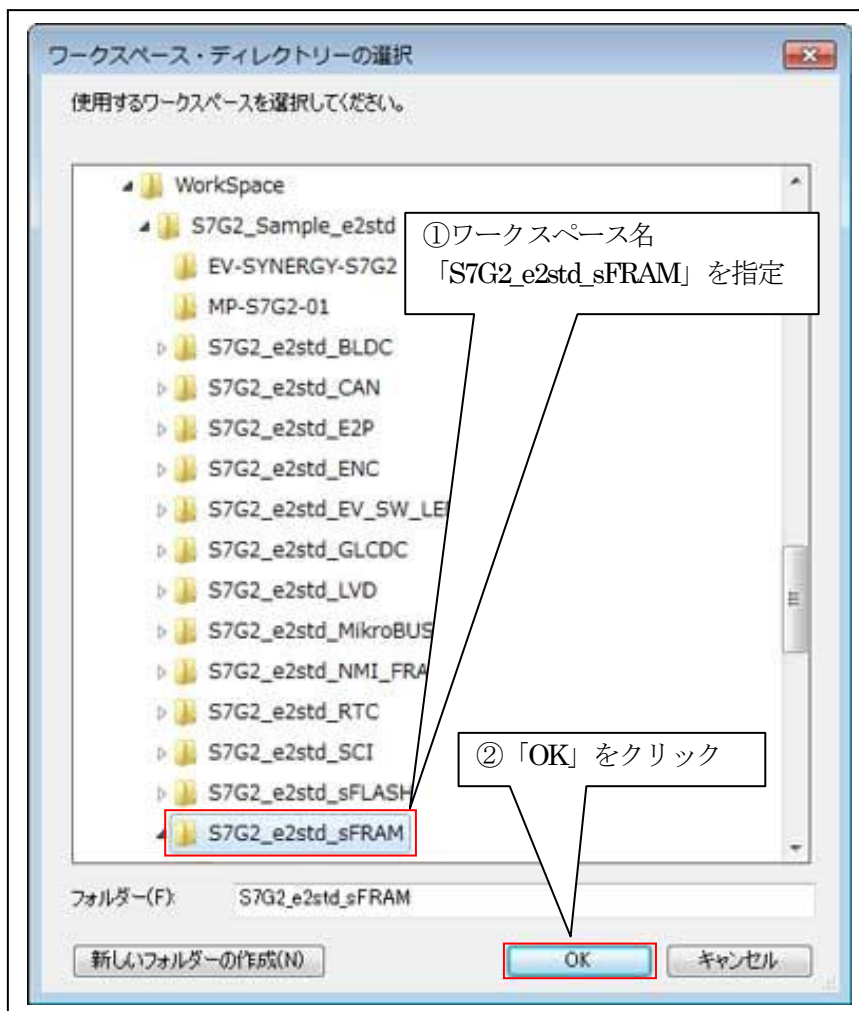 ワークスペース・ディレクトリーの選択
使用するワークスペースを選択してください。
WorkSpace
S7G2_Sample_e2std
①ワークスペース名
「S7G2_e2std_sFRAM」を指定
EV-SYNERGY-S7G2
MP-S7G2-01
S7G2_e2std_BLDC
S7G2_e2std_CAN
S7G2_e2std_E2P
S7G2_e2std_ENC
S7G2_e2std_EV_SW_LE
S7G2_e2std_GLCDC
S7G2_e2std_LVD
S7G2_e2std_MikroBUS
S7G2_e2std_NMI_FRA
S7G2_e2std_RTC
S7G2_e2std_SCI
②「OK」をクリック
S7G2_e2std_sFLASH
S7G2_e2std_sFRAM
フォルダー(F): S7G2_e2std_sFRAM
新しいフォルダーの作成(N) OK キャンセル